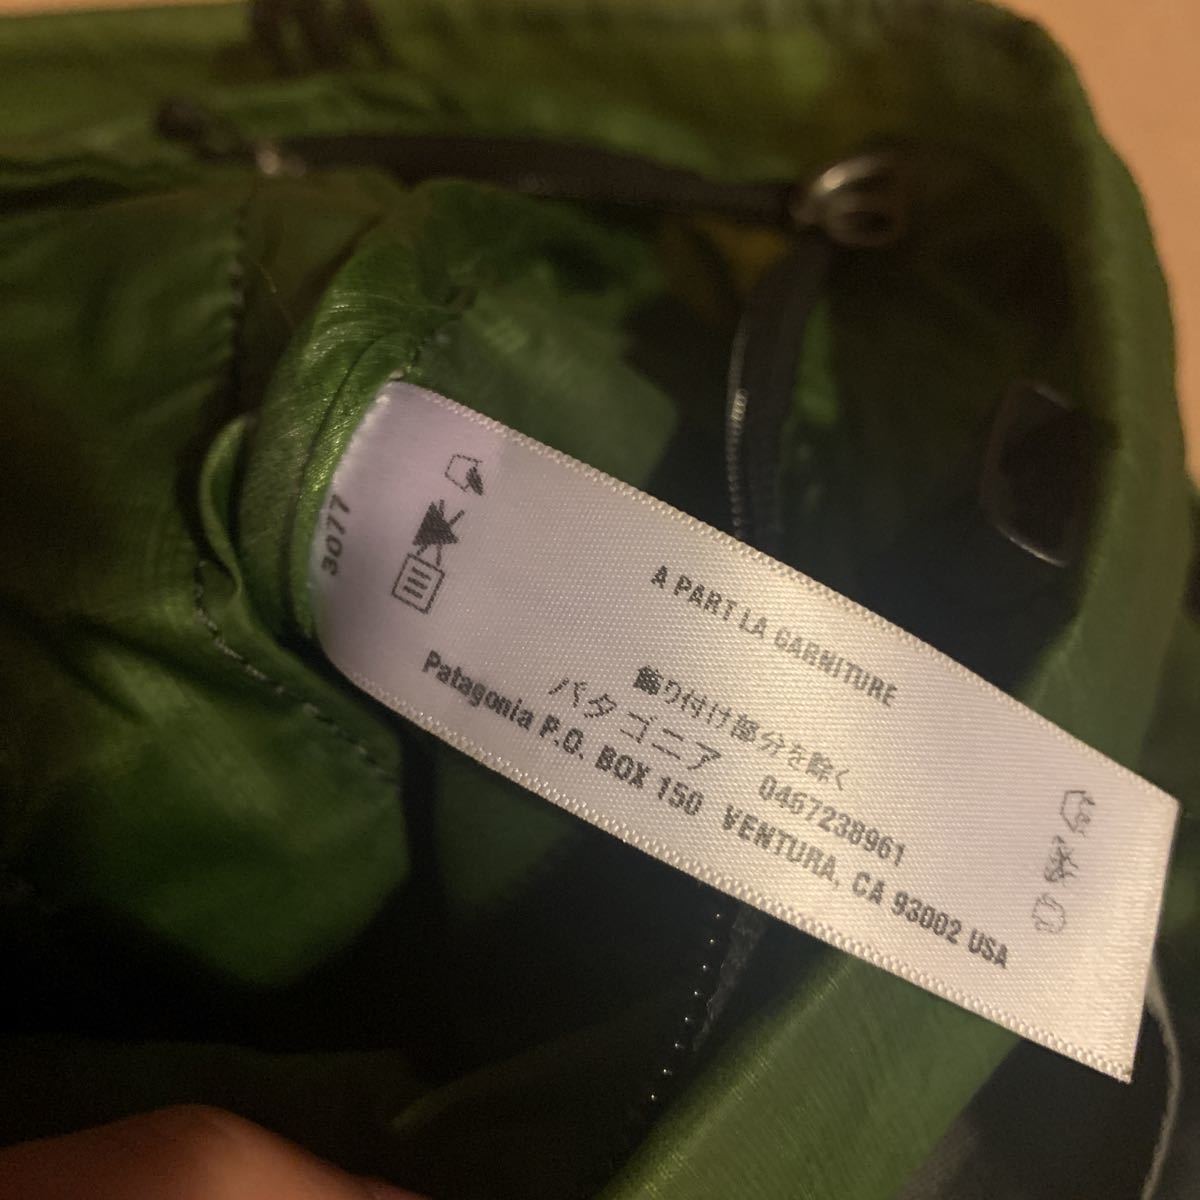 3077
A PART LA GARNITURE
飾り付け部分を除く
パタゴニア 0467238961
Patagonia P.O. BOX 150 VENTURA, CA 93002 USA